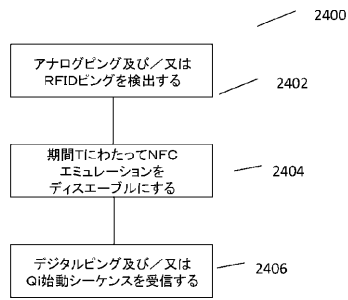 2400
アナログピング及び／又は
RFIDピングを検出する
2402
期間TにわたってNFC
エミュレーションを
ディスエーブルにする
2404
デジタルピング及び／又は
Qi始動シーケンスを受信する
2406